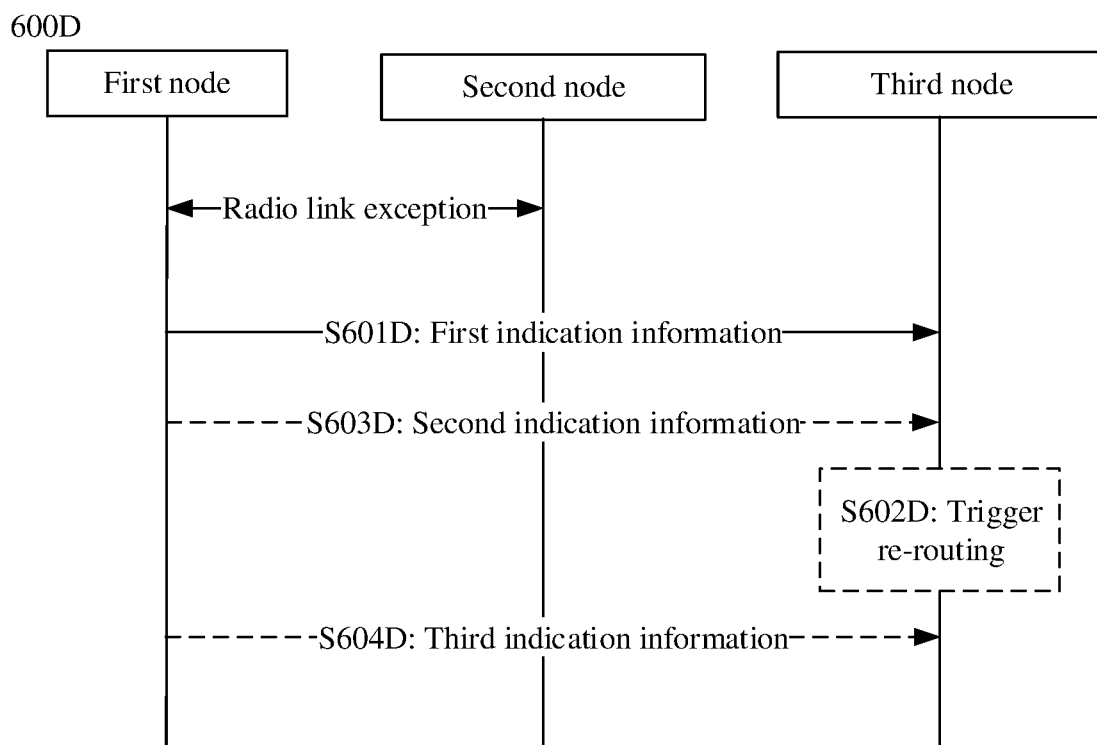 600D
First node
Second node
Third node
Radio link exception
S601D: First indication information
S603D: Second indication information
S602D: Trigger
re-routing
S604D: Third indication information